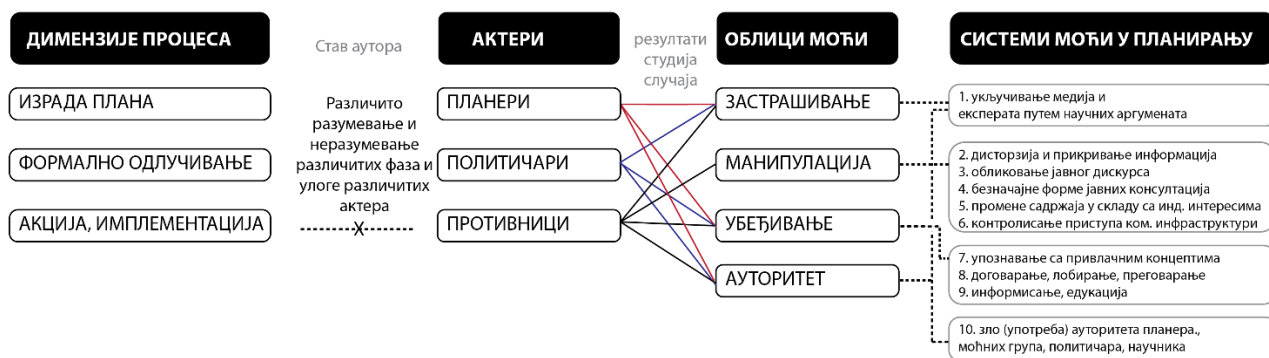 ДИМЕНЗИЈЕ ПРОЦЕСА
ИЗРАДА ПЛАНА
ФОРМАЛНО ОДЛУЧИВАЊЕ
АКЦИЈА, ИМПЛЕМЕНТАЦИЈА
Став аутора
Различито
разумевање и
неразумевање
различитих фаза и
улоге различитих
актера
X
АКТЕРИ
ПЛАНЕРИ
ПОЛИТИЧАРИ
ПРОТИВНИЦИ
резултати
студија
случаја
ОБЛИЦИ МОЋИ
ЗАСТРАШИВАЊЕ
МАНИПУЛАЦИЈА
УБЕЂИВАЊЕ
АУТОРИТЕТ
СИСТЕМИ МОЋИ У ПЛАНИРАЊУ
1. укључивање медија и
експерата путем научних аргумената
2. дисторзија и прикривање информација
3. обликовање јавног дискурса
4. безначајне форме јавних консултација
5. промене садржаја у складу са инд. интересима
6. контролисање приступа ком. инфраструктури
7. упознавање са привлачним концептима
8. договарање, лобирање, преговарање
9. информисање, едукација
10. зло (употреба) ауторитета планера.,
моћних група, политичара, научника